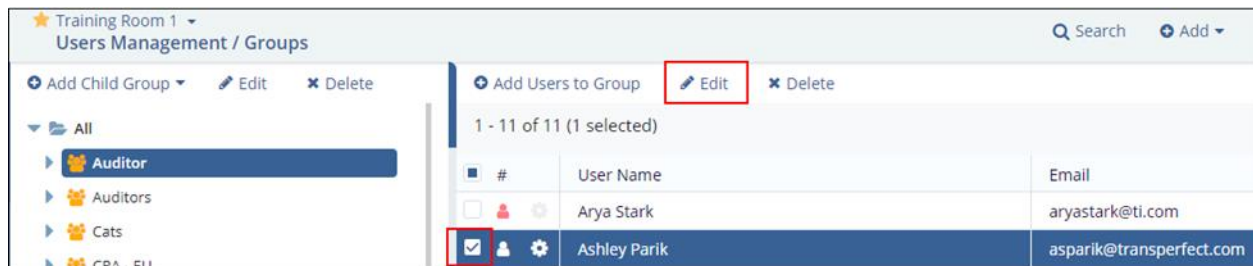 Training Room 1
Users Management / Groups
Search Add
Add Child Group Edit Delete
Add Users to Group Edit Delete
All
1 - 11 of 11 (1 selected)
Auditor
# User Name Email
Auditors
Arya Stark aryastark@ti.com
Cats
Ashley Parik asparik@transperfect.com